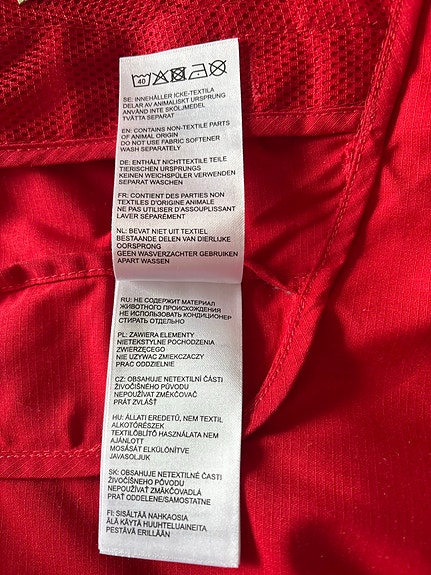 40
SE: INNEHÅLLER ICKE-TEXTILA
DELAR AV ANIMALISKT URSPRUNG
ANVÄND INTE SKÖLJMEDEL
TVÄTTA SEPARAT
EN: CONTAINS NON-TEXTILE PARTS
OF ANIMAL ORIGIN
DO NOT USE FABRIC SOFTENER
WASH SEPARATELY
DE: ENTHÄLT NICHTTEXTILE TEILE
TIERISCHEN URSPRUNGS
KEINEN WEICHSPÜLER VERWENDEN
SEPARAT WASCHEN
FR: CONTIENT DES PARTIES NON
TEXTILES D'ORIGINE ANIMALE
NE PAS UTILISER D'ASSOUPLISSANT
LAVER SÉPARÉMENT
NL: BEVAT NIET UIT TEXTIEL
BESTAANDE DELEN VAN DIERLIJKE
OORSPRONG
GEEN WASVERZACHTER GEBRUIKEN
APART WASSEN
RU: НЕ СОДЕРЖИТ МАТЕРИАЛ
ЖИВОТНОГО ПРОИСХОЖДЕНИЯ
НЕ ИСПОЛЬЗОВАТЬ КОНДИЦИОНЕР
СТИРАТЬ ОТДЕЛЬНО
PL: ZAWIERA ELEMENTY
NIETEKSTYLNE POCHODZENIA
ZWIERZĘCEGO
NIE UZYWAC ZMIEKCZACZY
PRAC ODDZIELNIE
CZ: OBSAHUJE NETEXTILNÍ ČÁSTI
ŽIVOČIŠNÉHO PŮVODU
NEPOUŽÍVAT ZMĚKČOVAČ
PRÁT ZVLÁŠŤ
HU: ÁLLATI EREDETŰ, NEM TEXTIL
ALKOTÓRÉSZEK
TEXTILÖBLÍTŐ HASZNÁLATA NEM
AJÁNLOTT
MOSÁSÁT ELKÜLÖNÍTVE
JAVASOLJUK
SK: OBSAHUJE NETEXTILNÉ ČASTI
ŽIVOČÍŠNEHO PÔVODU
NEPOUŽÍVAŤ ZMÄKČOVADLÁ
PRAŤ ODDELENE/SAMOSTATNE
FI: SISÄLTÄÄ NAHKAOSIA
ÄLÄ KÄYTÄ HUUHTELUAINEITA
PESTÄVÄ ERILLÄÄN